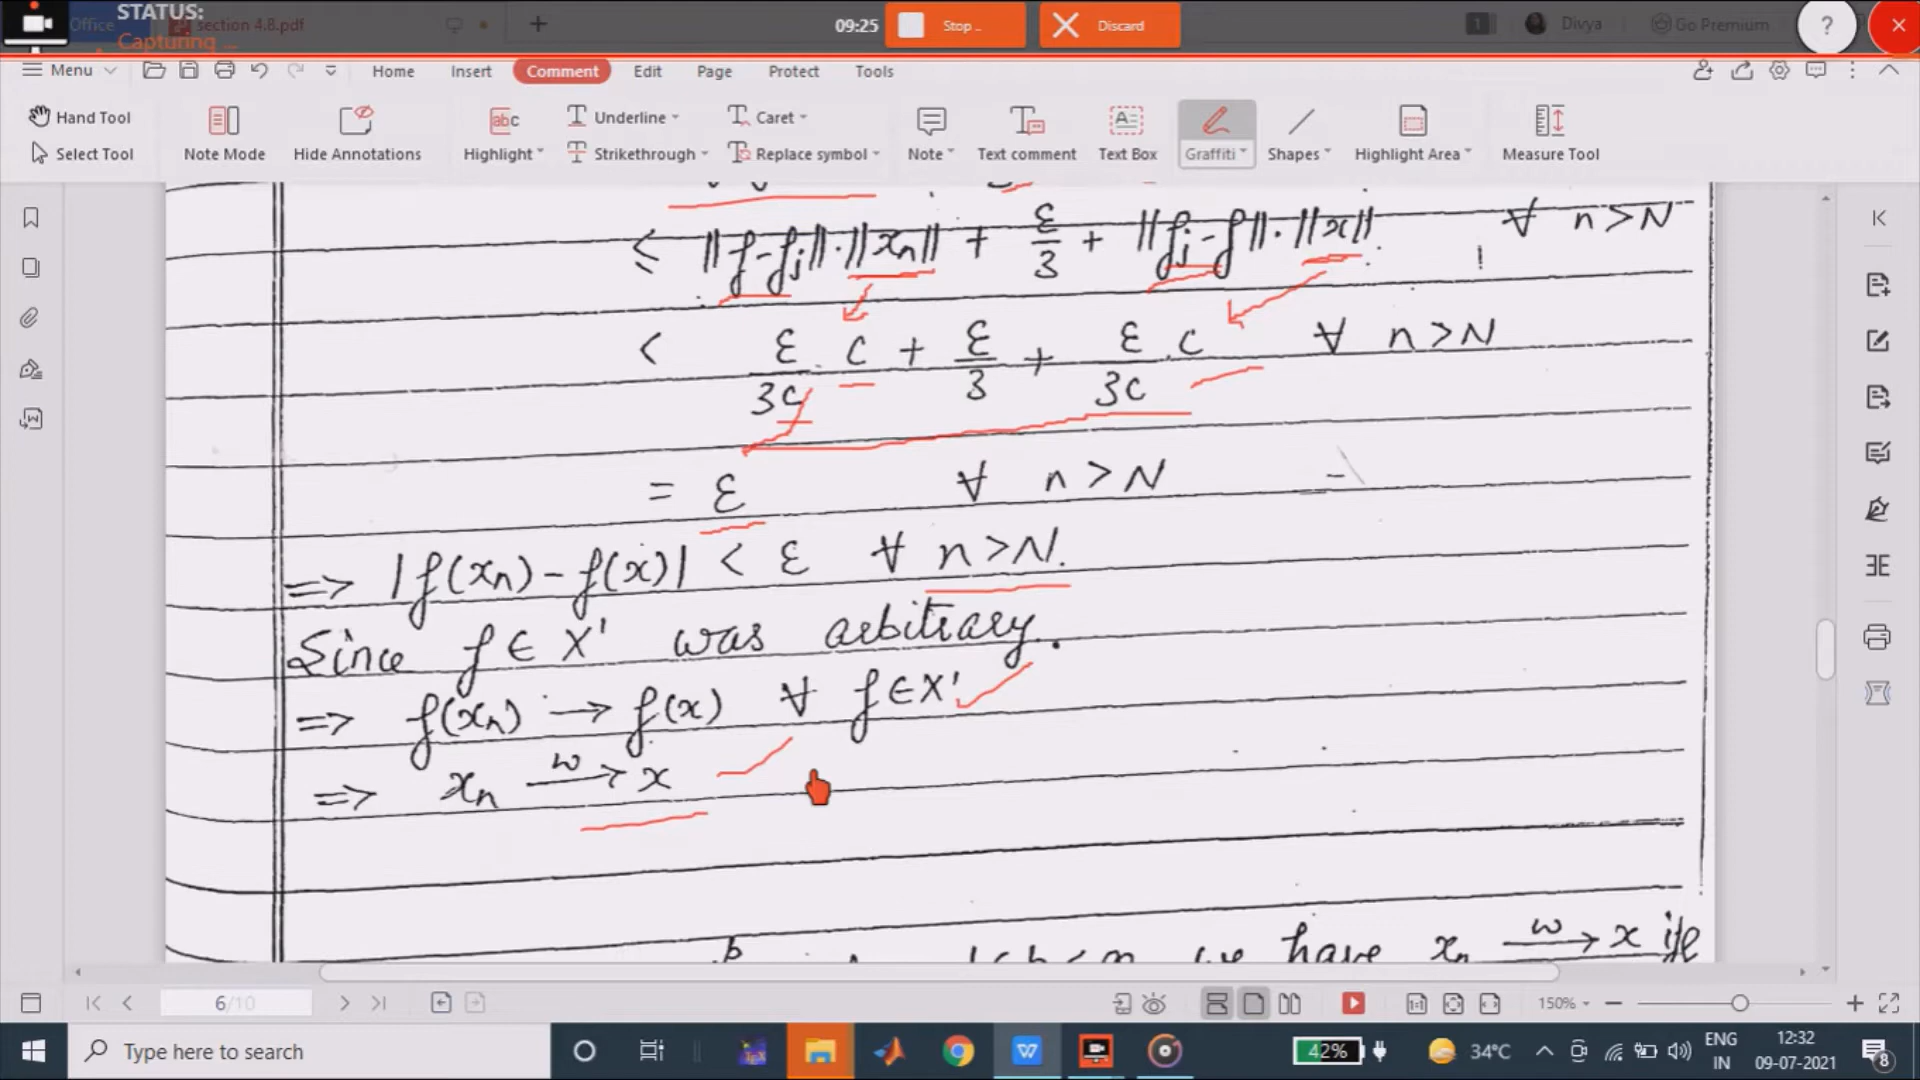 STATUS:
Capturing ...
Office
section 4.8.pdf
09:25
Stop ..
Discard
1
Divya
Go Premium
?
Menu
Home
Insert
Comment
Edit
Page
Protect
Tools
Hand Tool
Select Tool
Note Mode
Hide Annotations
abc
Highlight
Underline
Strikethrough
Caret
Replace symbol
Note
Text comment
Text Box
Graffiti
Shapes
Highlight Area
Measure Tool
≤ ||f-fj||·||xn|| + ε/3 + ||fj-f||·||x||. ∀ n>N
< ε/3c · c + ε/3 + ε/3c · c ∀ n>N
= ε ∀ n>N
=> |f(xn)-f(x)| < ε ∀ n>N.
Since f ∈ X' was arbitrary.
=> f(xn) → f(x) ∀ f∈X'
=> xn –w→ x
we have xn –w→ x iff
6/10
150%
Type here to search
42%
34°C
ENG
IN
12:32
09-07-2021
8